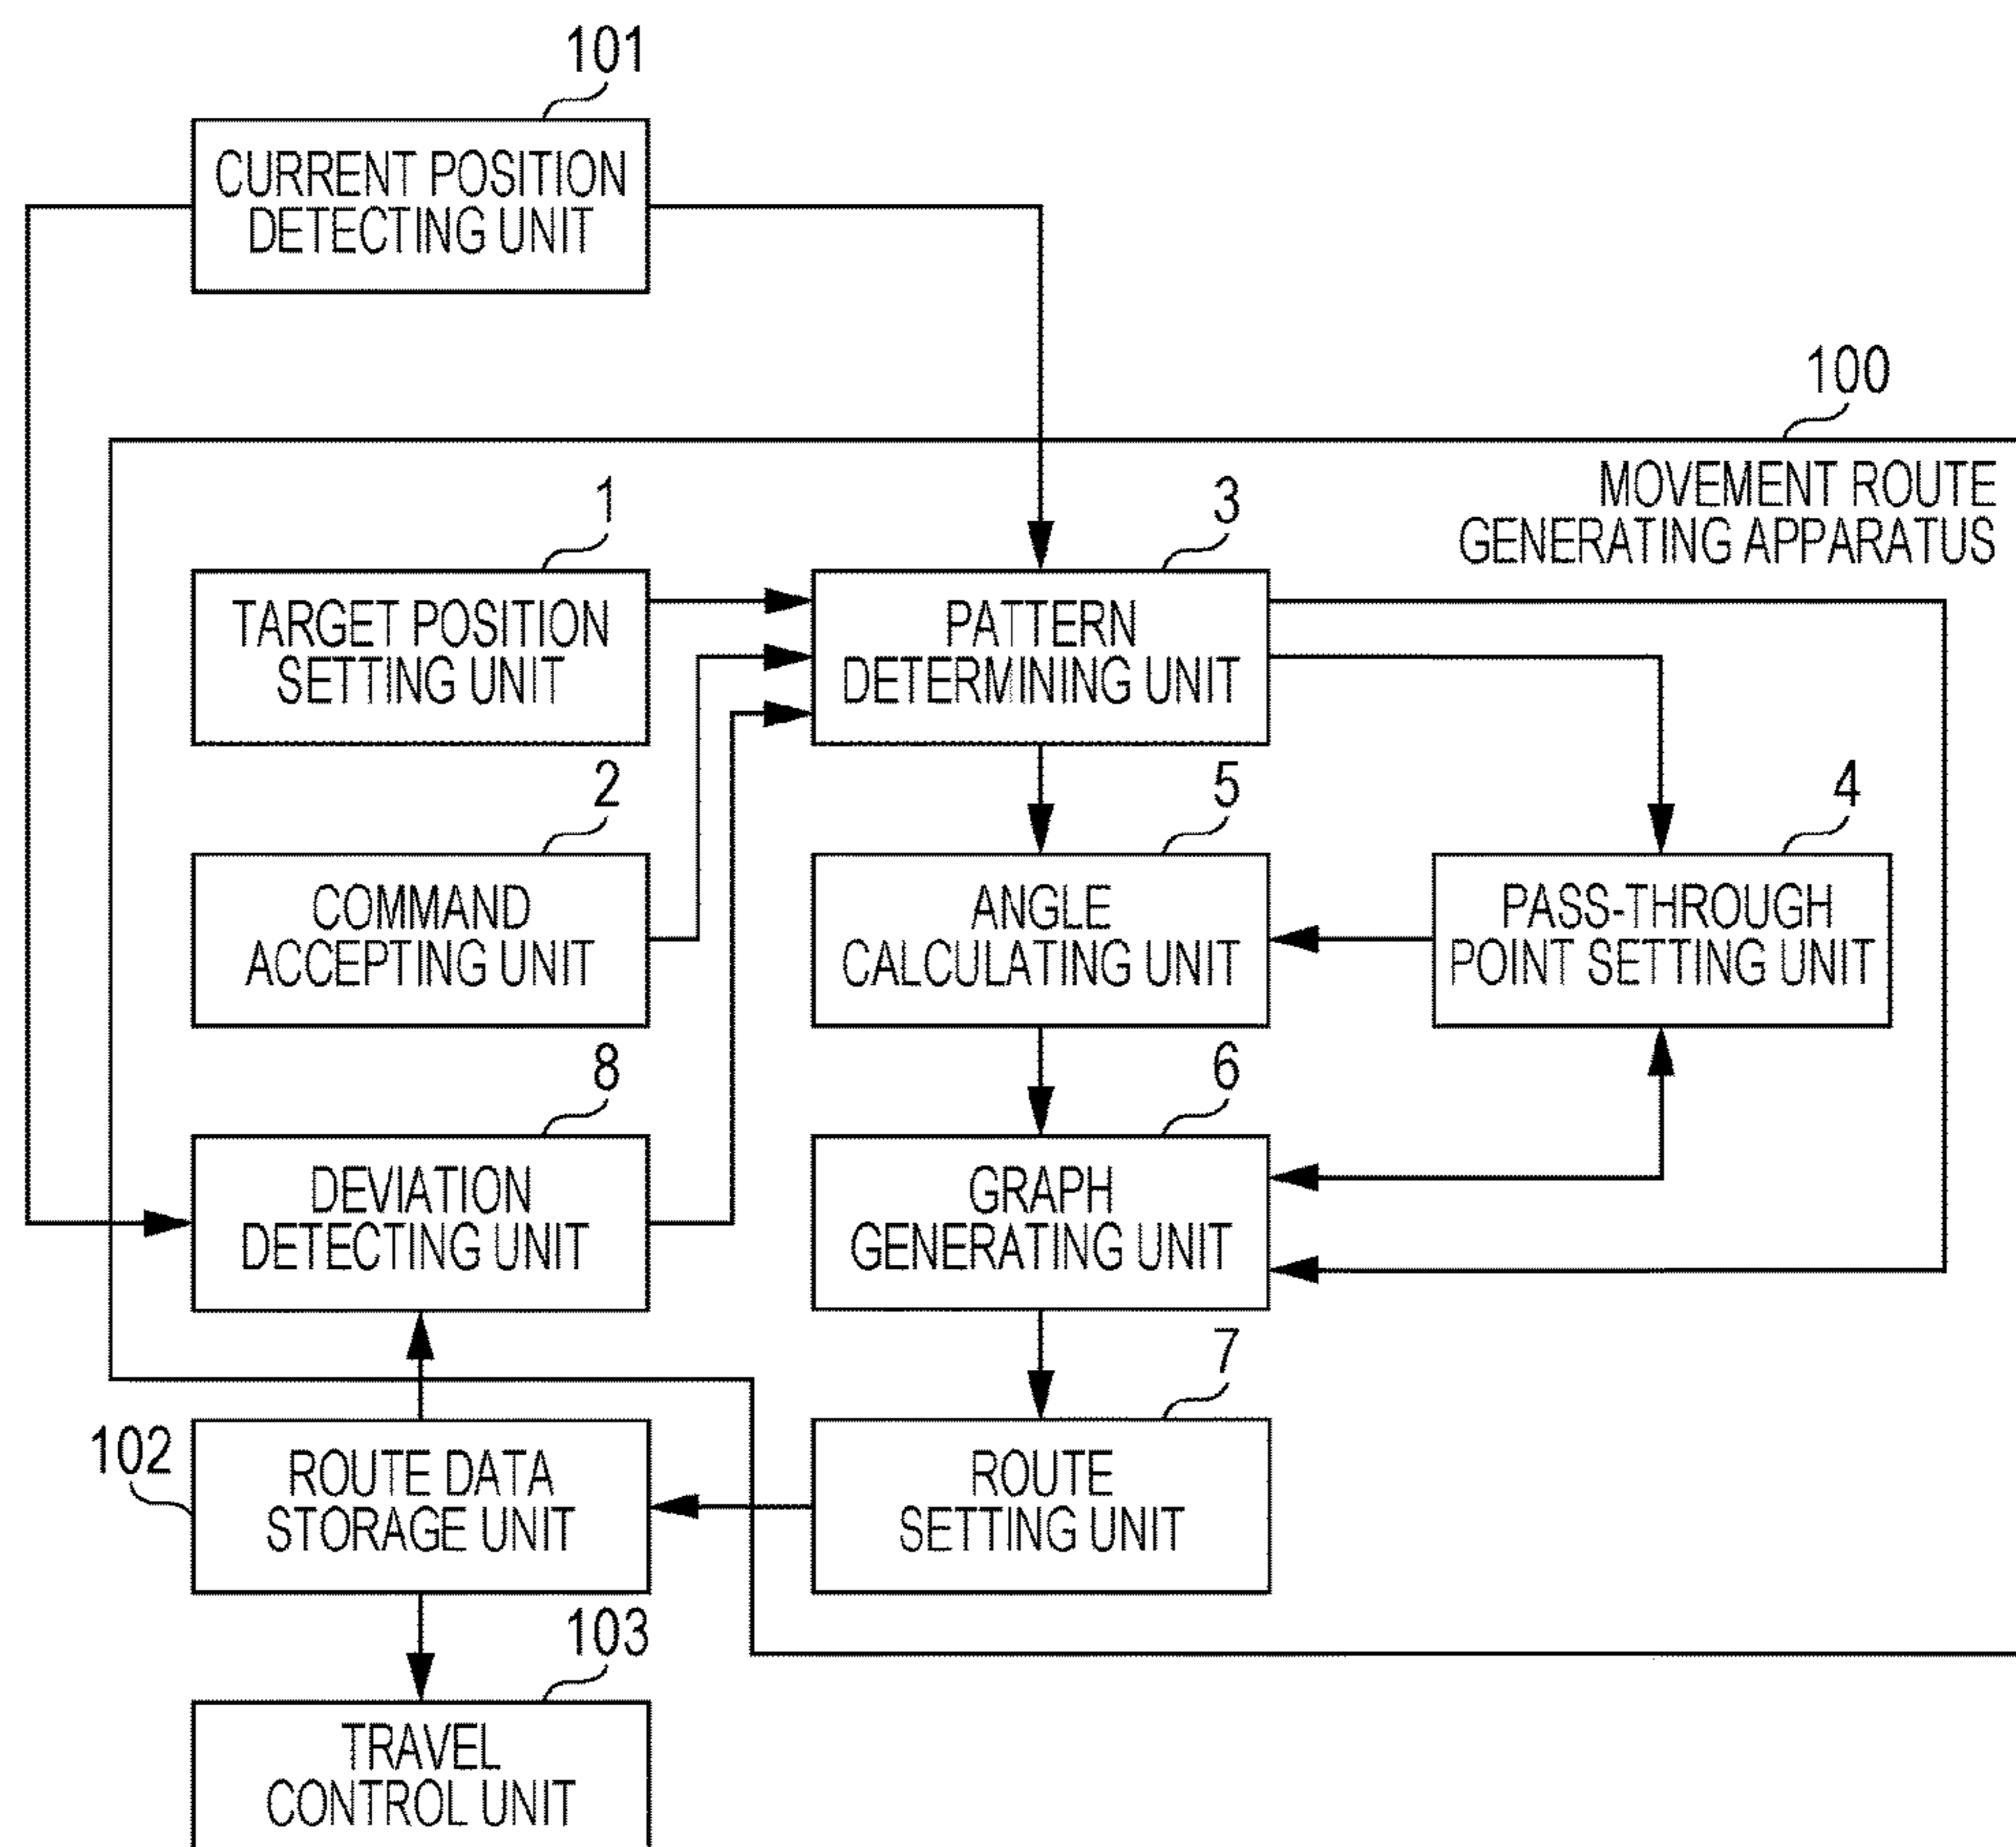 101
CURRENT POSITION
DETECTING UNIT
100
MOVEMENT ROUTE
GENERATING APPARATUS
1
TARGET POSITION
SETTING UNIT
3
PATTERN
DETERMINING UNIT
2
COMMAND
ACCEPTING UNIT
5
ANGLE
CALCULATING UNIT
4
PASS-THROUGH
POINT SETTING UNIT
8
DEVIATION
DETECTING UNIT
6
GRAPH
GENERATING UNIT
102
ROUTE DATA
STORAGE UNIT
7
ROUTE
SETTING UNIT
103
TRAVEL
CONTROL UNIT